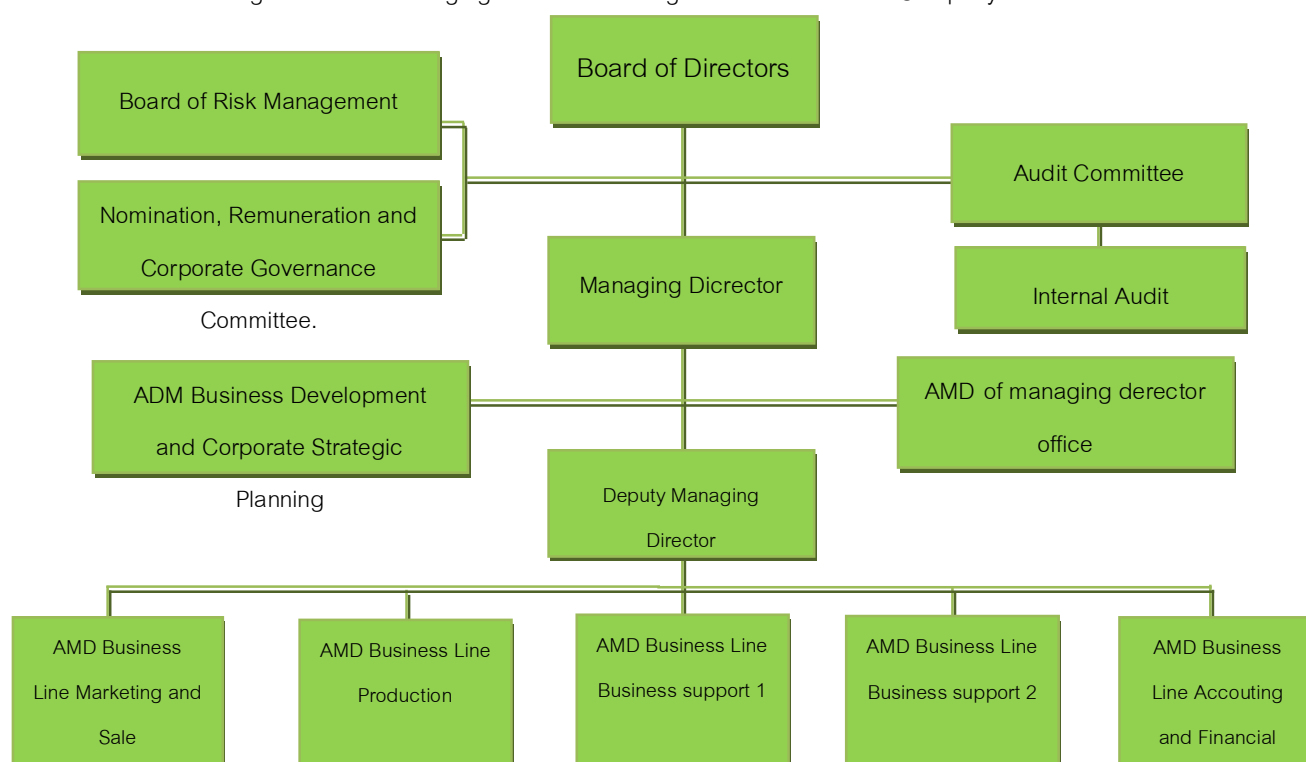 Board of Directors
Board of Risk Management
Audit Committee
Nomination, Remuneration and
Corporate Governance
Committee.
Managing Dicrector
Internal Audit
ADM Business Development
and Corporate Strategic
Planning
AMD of managing derector
office
Deputy Managing
Director
AMD Business
Line Marketing and
Sale
AMD Business Line
Production
AMD Business Line
Business support 1
AMD Business Line
Business support 2
AMD Business
Line Accouting
and Financial